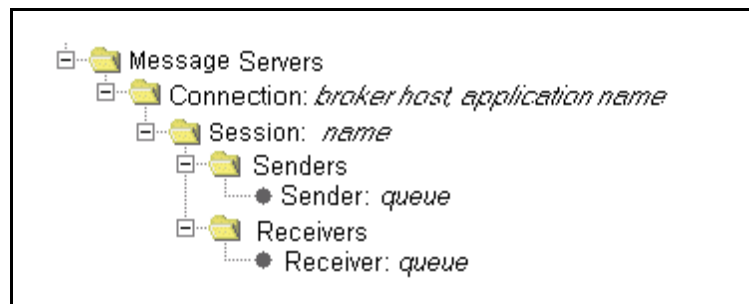 Message Servers
Connection: broker host, application name
Session: name
Senders
Sender: queue
Receivers
Receiver: queue